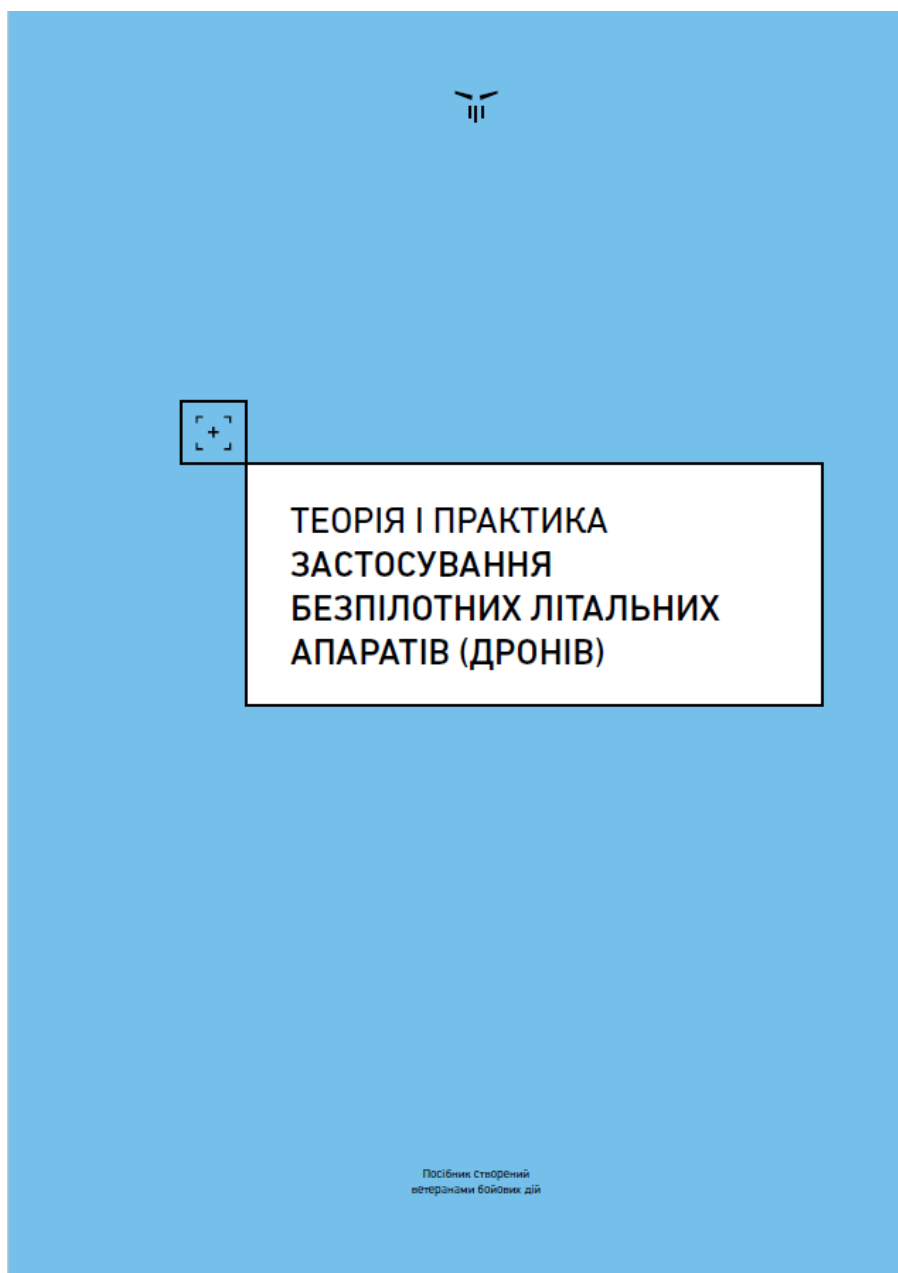 ТЕОРІЯ І ПРАКТИКА
ЗАСТОСУВАННЯ
БЕЗПІЛОТНИХ ЛІТАЛЬНИХ
АПАРАТІВ (ДРОНІВ)
Посібник створений
ветеранами бойових дій